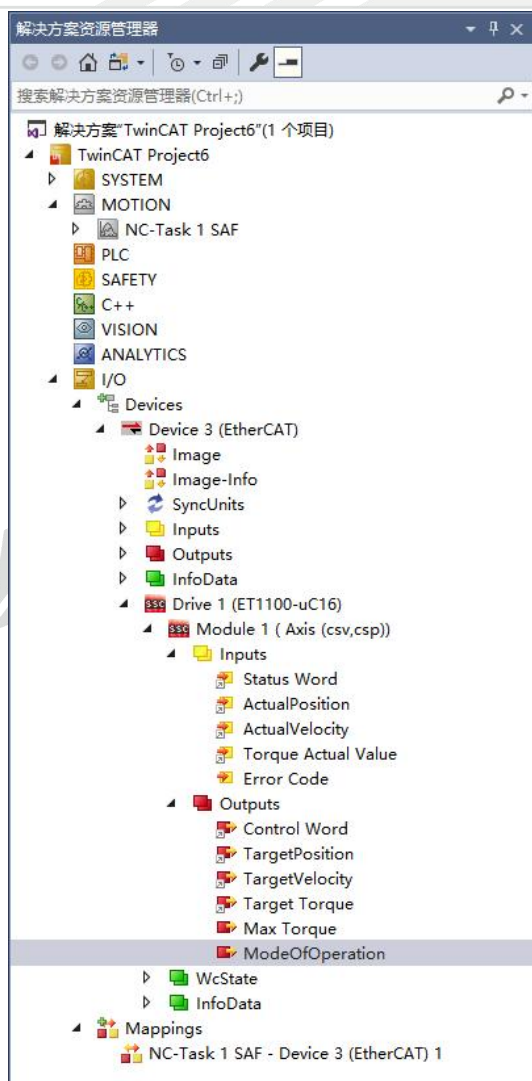 解决方案资源管理器
搜索解决方案资源管理器(Ctrl+;)
解决方案"TwinCAT Project6"(1 个项目)
TwinCAT Project6
SYSTEM
MOTION
NC-Task 1 SAF
PLC
SAFETY
C++
VISION
ANALYTICS
I/O
Devices
Device 3 (EtherCAT)
Image
Image-Info
SyncUnits
Inputs
Outputs
InfoData
Drive 1 (ET1100-uC16)
Module 1 ( Axis (csv,csp))
Inputs
Status Word
ActualPosition
ActualVelocity
Torque Actual Value
Error Code
Outputs
Control Word
TargetPosition
TargetVelocity
Target Torque
Max Torque
ModeOfOperation
WcState
InfoData
Mappings
NC-Task 1 SAF - Device 3 (EtherCAT) 1